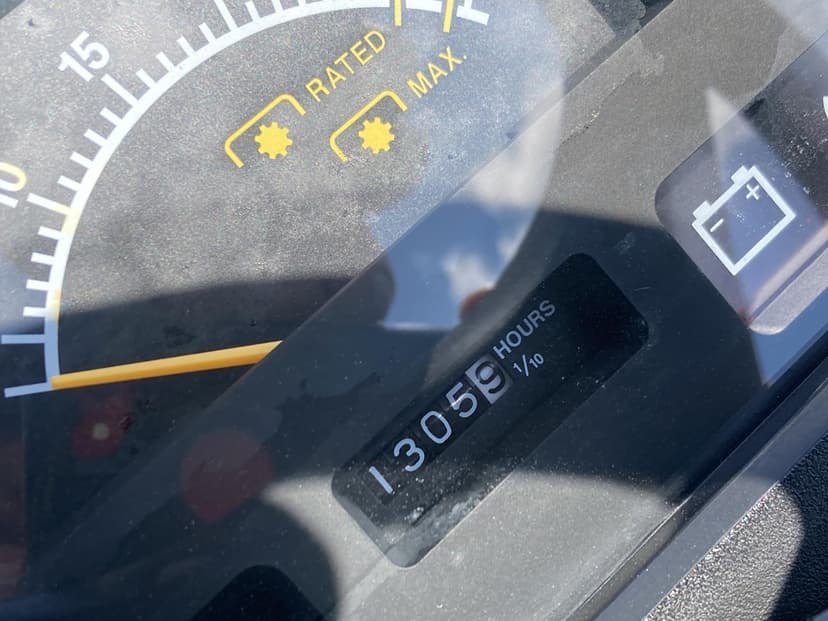 15
10
RATED
MAX.
- +
13059 HOURS
1/10